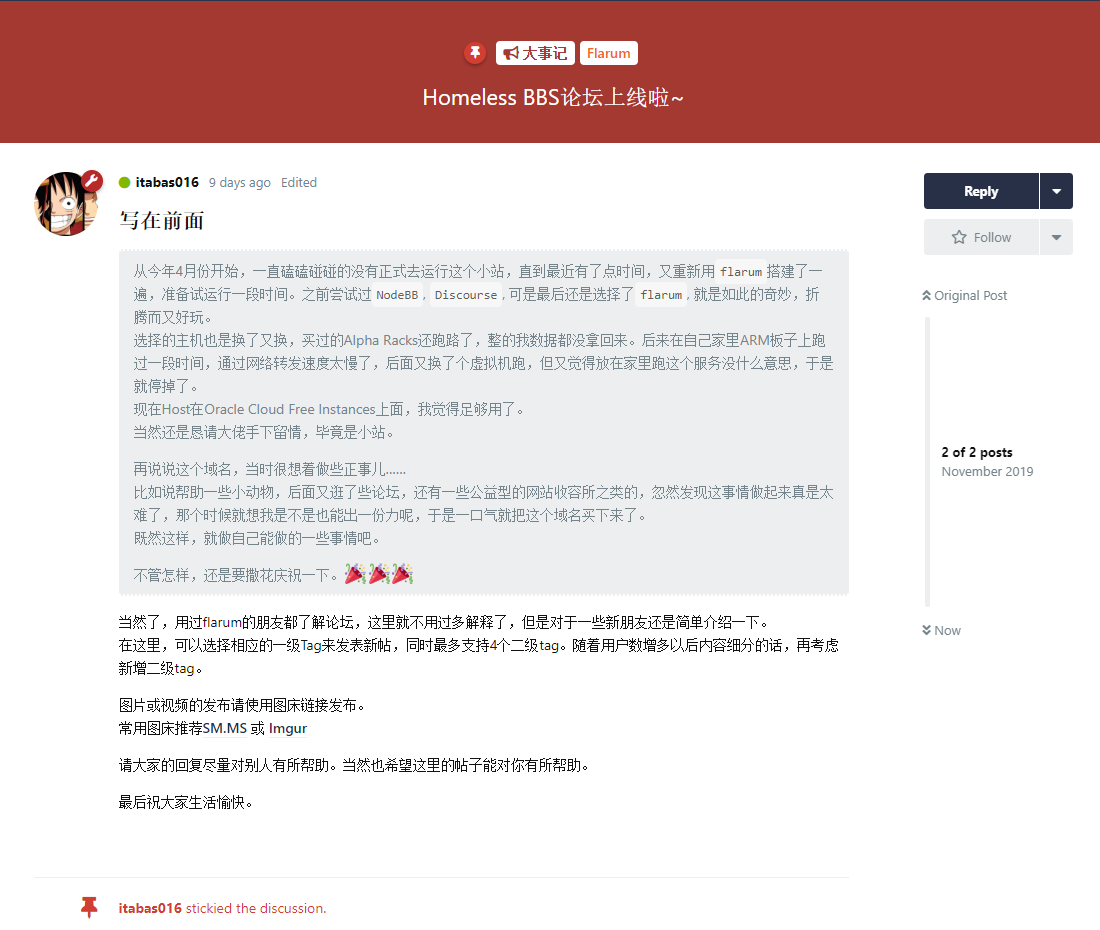 大事记 Flarum
Homeless BBS论坛上线啦~
itabas016 9 days ago Edited
写在前面
从今年4月份开始，一直磕磕碰碰的没有正式去运行这个小站，直到最近有了点时间，又重新用 flarum 搭建了一
遍，准备试运行一段时间。之前尝试过 NodeBB, Discourse, 可是最后还是选择了 flarum, 就是如此的奇妙，折
腾而又好玩。
选择的主机也是换了又换，买过的Alpha Racks还跑路了，整的我数据都没拿回来。后来在自己家里ARM板子上跑
过一段时间，通过网络转发速度太慢了，后面又换了个虚拟机跑，但又觉得放在家里跑这个服务没什么意思，于是
就停掉了。
现在Host在Oracle Cloud Free Instances上面，我觉得足够用了。
当然还是恳请大佬手下留情，毕竟是小站。
再说说这个域名，当时很想着做些正事儿......
比如说帮助一些小动物，后面又逛了些论坛，还有一些公益型的网站收容所之类的，忽然发现这事情做起来真是太
难了，那个时候就想我是不是也能出一份力呢，于是一口气就把这个域名买下来了。
既然这样，就做自己能做的一些事情吧。
不管怎样，还是要撒花庆祝一下。🎉🎉🎉
当然了，用过flarum的朋友都了解论坛，这里就不用过多解释了，但是对于一些新朋友还是简单介绍一下。
在这里，可以选择相应的一级Tag来发表新帖，同时最多支持4个二级tag。随着用户数增多以后内容细分的话，再考虑
新增二级tag。
图片或视频的发布请使用图床链接发布。
常用图床推荐SM.MS 或 Imgur
请大家的回复尽量对别人有所帮助。当然也希望这里的帖子能对你有所帮助。
最后祝大家生活愉快。
itabas016 stickied the discussion.
Reply
Follow
Original Post
2 of 2 posts
November 2019
Now